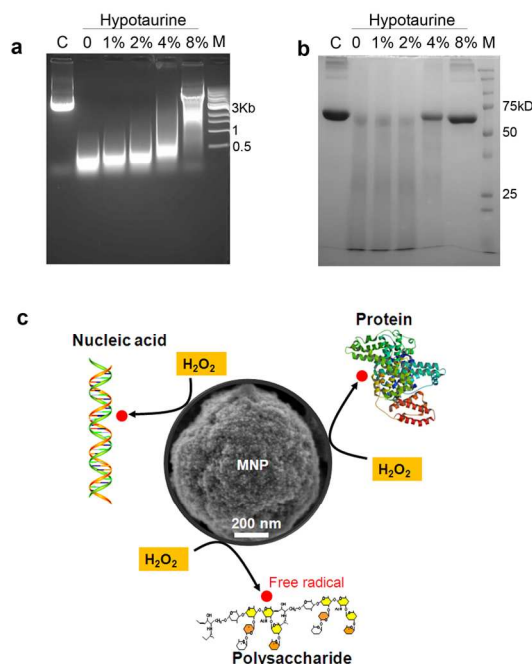 a
Hypotaurine
C 0 1% 2% 4% 8% M
3Kb
1
0.5
b
Hypotaurine
C 0 1% 2% 4% 8% M
75kD
50
25
c
Nucleic acid
Protein
H₂O₂
MNP
H₂O₂
200 nm
H₂O₂
Free radical
Polysaccharide